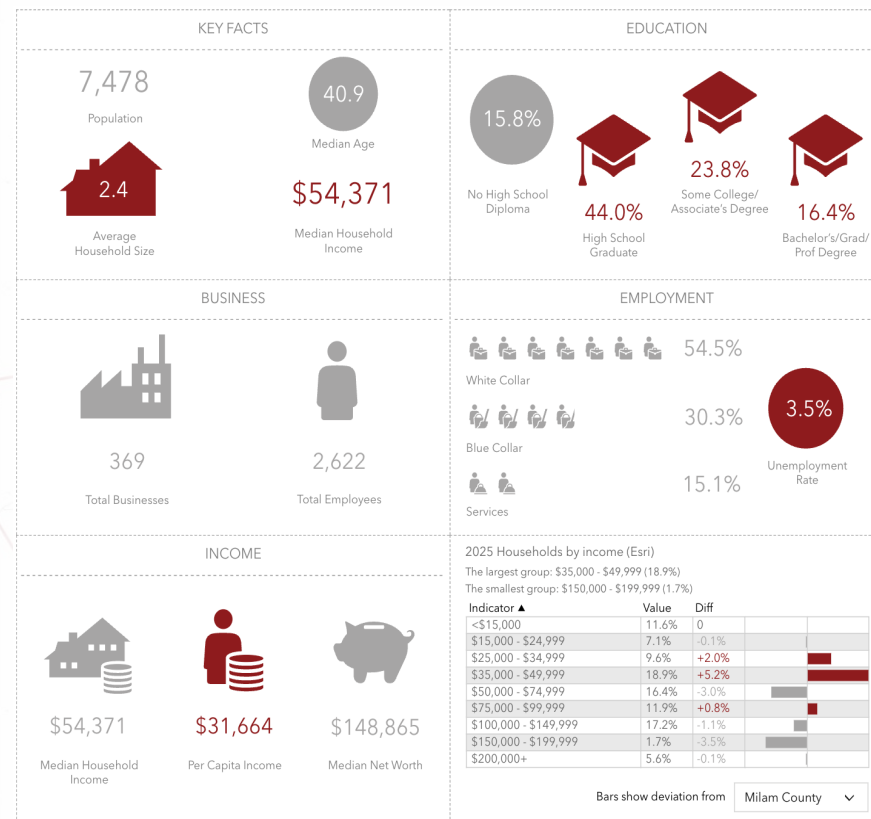 KEY FACTS
7,478
Population
40.9
Median Age
2.4
Average
Household Size
$54,371
Median Household
Income
EDUCATION
15.8%
No High School
Diploma
44.0%
High School
Graduate
23.8%
Some College/
Associate's Degree
16.4%
Bachelor's/Grad/
Prof Degree
BUSINESS
369
Total Businesses
2,622
Total Employees
EMPLOYMENT
54.5%
White Collar
30.3%
Blue Collar
15.1%
Services
3.5%
Unemployment
Rate
INCOME
$54,371
Median Household
Income
$31,664
Per Capita Income
$148,865
Median Net Worth
2025 Households by income (Esri)
The largest group: $35,000 - $49,999 (18.9%)
The smallest group: $150,000 - $199,999 (1.7%)
Indicator ▲ Value Diff
<$15,000 11.6% 0
$15,000 - $24,999 7.1% -0.1%
$25,000 - $34,999 9.6% +2.0%
$35,000 - $49,999 18.9% +5.2%
$50,000 - $74,999 16.4% -3.0%
$75,000 - $99,999 11.9% +0.8%
$100,000 - $149,999 17.2% -1.1%
$150,000 - $199,999 1.7% -3.5%
$200,000+ 5.6% -0.1%
Bars show deviation from Milam County